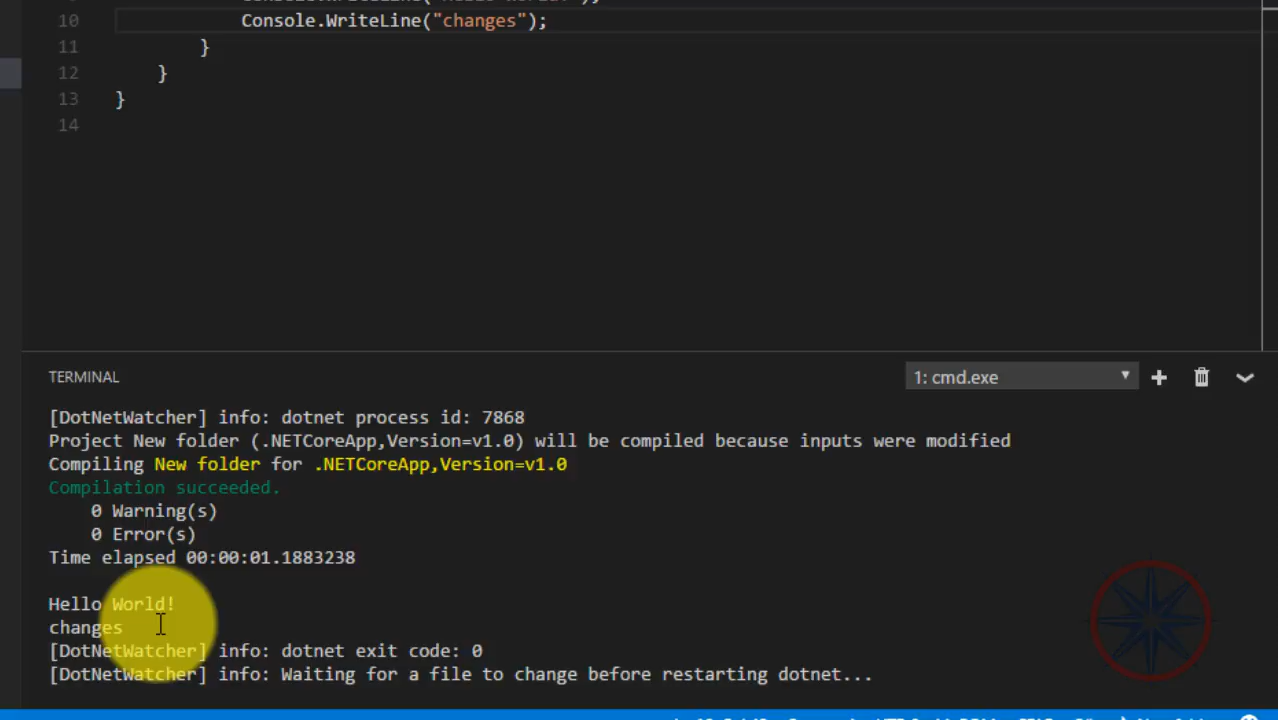 10 Console.WriteLine("changes");
11 }
12 }
13 }
14
TERMINAL
1: cmd.exe
[DotNetWatcher] info: dotnet process id: 7868
Project New folder (.NETCoreApp,Version=v1.0) will be compiled because inputs were modified
Compiling New folder for .NETCoreApp,Version=v1.0
Compilation succeeded.
0 Warning(s)
0 Error(s)
Time elapsed 00:00:01.1883238
Hello World!
changes
[DotNetWatcher] info: dotnet exit code: 0
[DotNetWatcher] info: Waiting for a file to change before restarting dotnet...